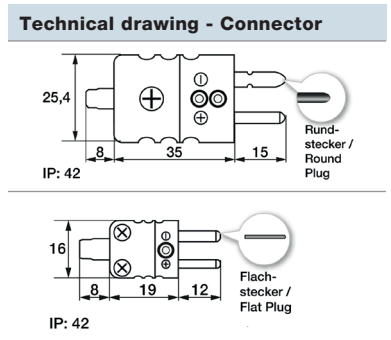 Technical drawing - Connector
25,4
8
35
15
Rund-
stecker /
Round
Plug
IP: 42
16
8
19
12
Flach-
stecker /
Flat Plug
IP: 42